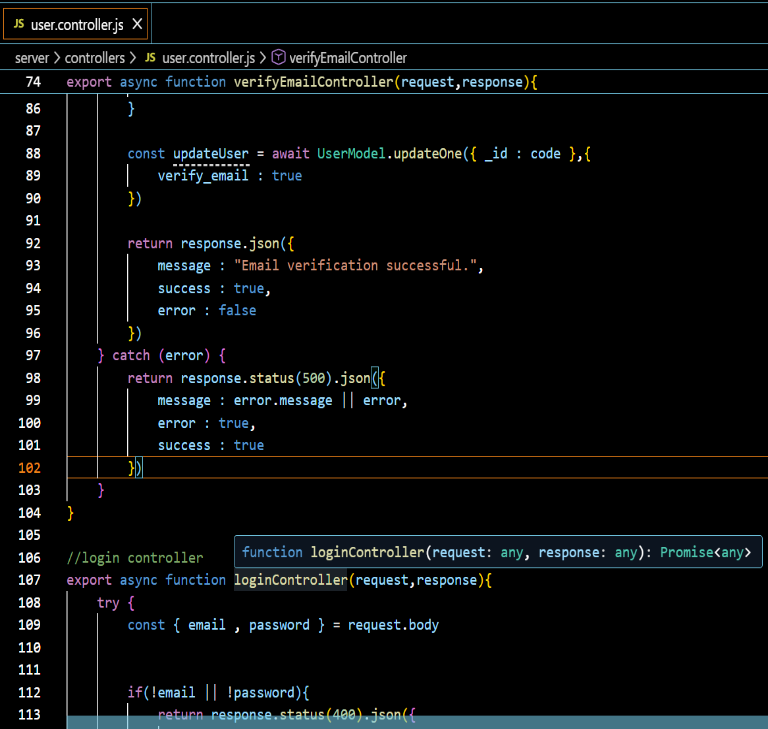 JS user.controller.js ×
server > controllers > JS user.controller.js > verifyEmailController
74 export async function verifyEmailController(request,response){
86 }
87
88 const updateUser = await UserModel.updateOne({ _id : code },{
89 verify_email : true
90 })
91
92 return response.json({
93 message : "Email verification successful.",
94 success : true,
95 error : false
96 })
97 } catch (error) {
98 return response.status(500).json({
99 message : error.message || error,
100 error : true,
101 success : true
102 })
103 }
104 }
105
function loginController(request: any, response: any): Promise<any>
106 //login controller
107 export async function loginController(request,response){
108 try {
109 const { email , password } = request.body
110
111
112 if(!email || !password){
113 return response.status(400).json({